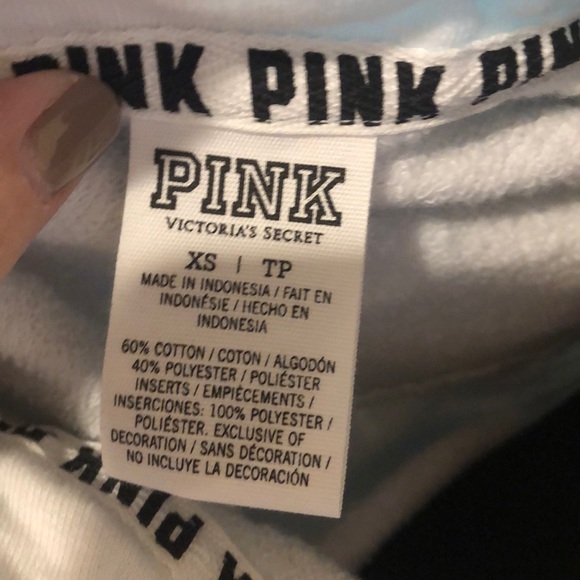 PINK PINK PINK
PINK
VICTORIA'S SECRET
XS | TP
MADE IN INDONESIA / FAIT EN
INDONÉSIE / HECHO EN
INDONESIA
60% COTTON / COTON / ALGODÓN
40% POLYESTER / POLIÉSTER
INSERTS / EMPIÈCEMENTS /
INSERCIONES: 100% POLYESTER /
POLIÉSTER. EXCLUSIVE OF
DECORATION / SANS DÉCORATION /
NO INCLUYE LA DECORACIÓN
PINK